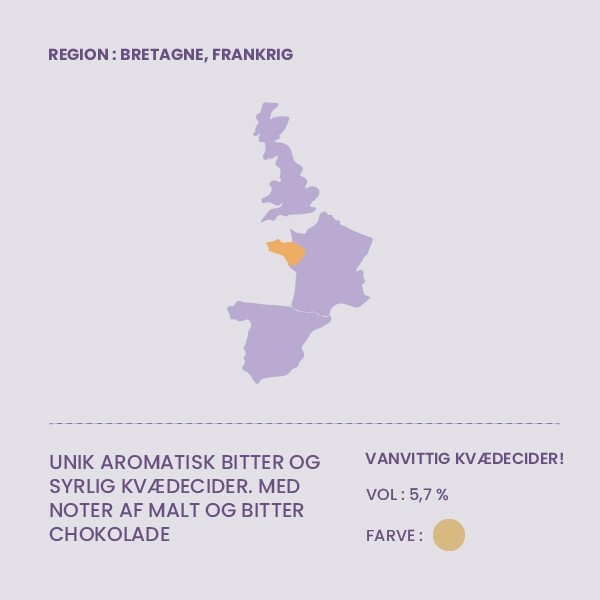 REGION : BRETAGNE, FRANKRIG
UNIK AROMATISK BITTER OG
SYRLIG KVÆDECIDER. MED
NOTER AF MALT OG BITTER
CHOKOLADE
VANVITTIG KVÆDECIDER!
VOL : 5,7 %
FARVE :